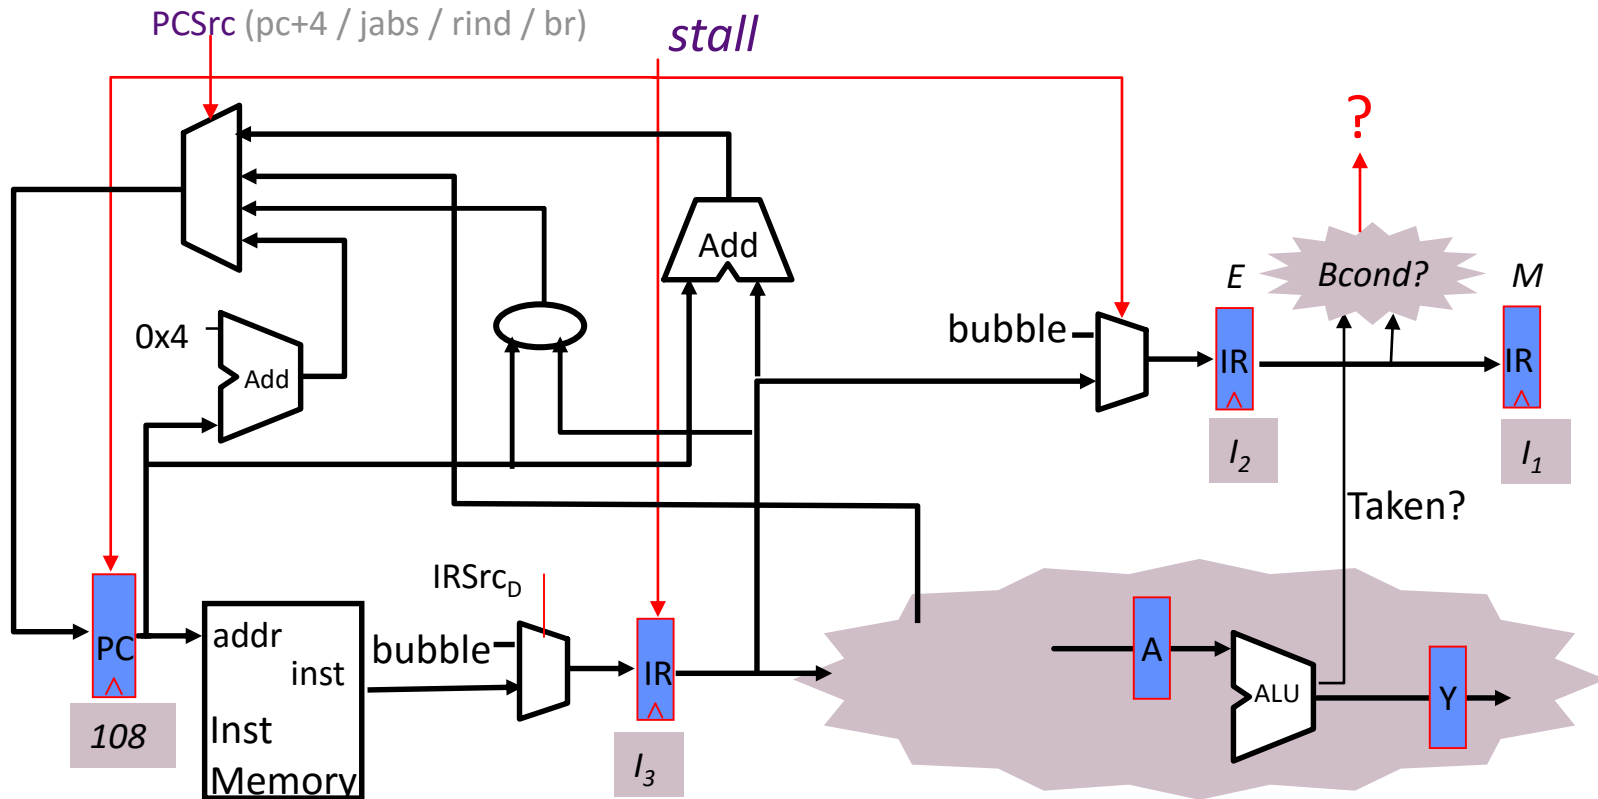 PCSrc (pc+4 / jabs / rind / br)
stall
?
Add
E
Bcond?
M
0x4
Add
bubble
IR
IR
I2
I1
Taken?
IRSrcD
PC
addr
inst
bubble
IR
A
ALU
Y
108
Inst
Memory
I3